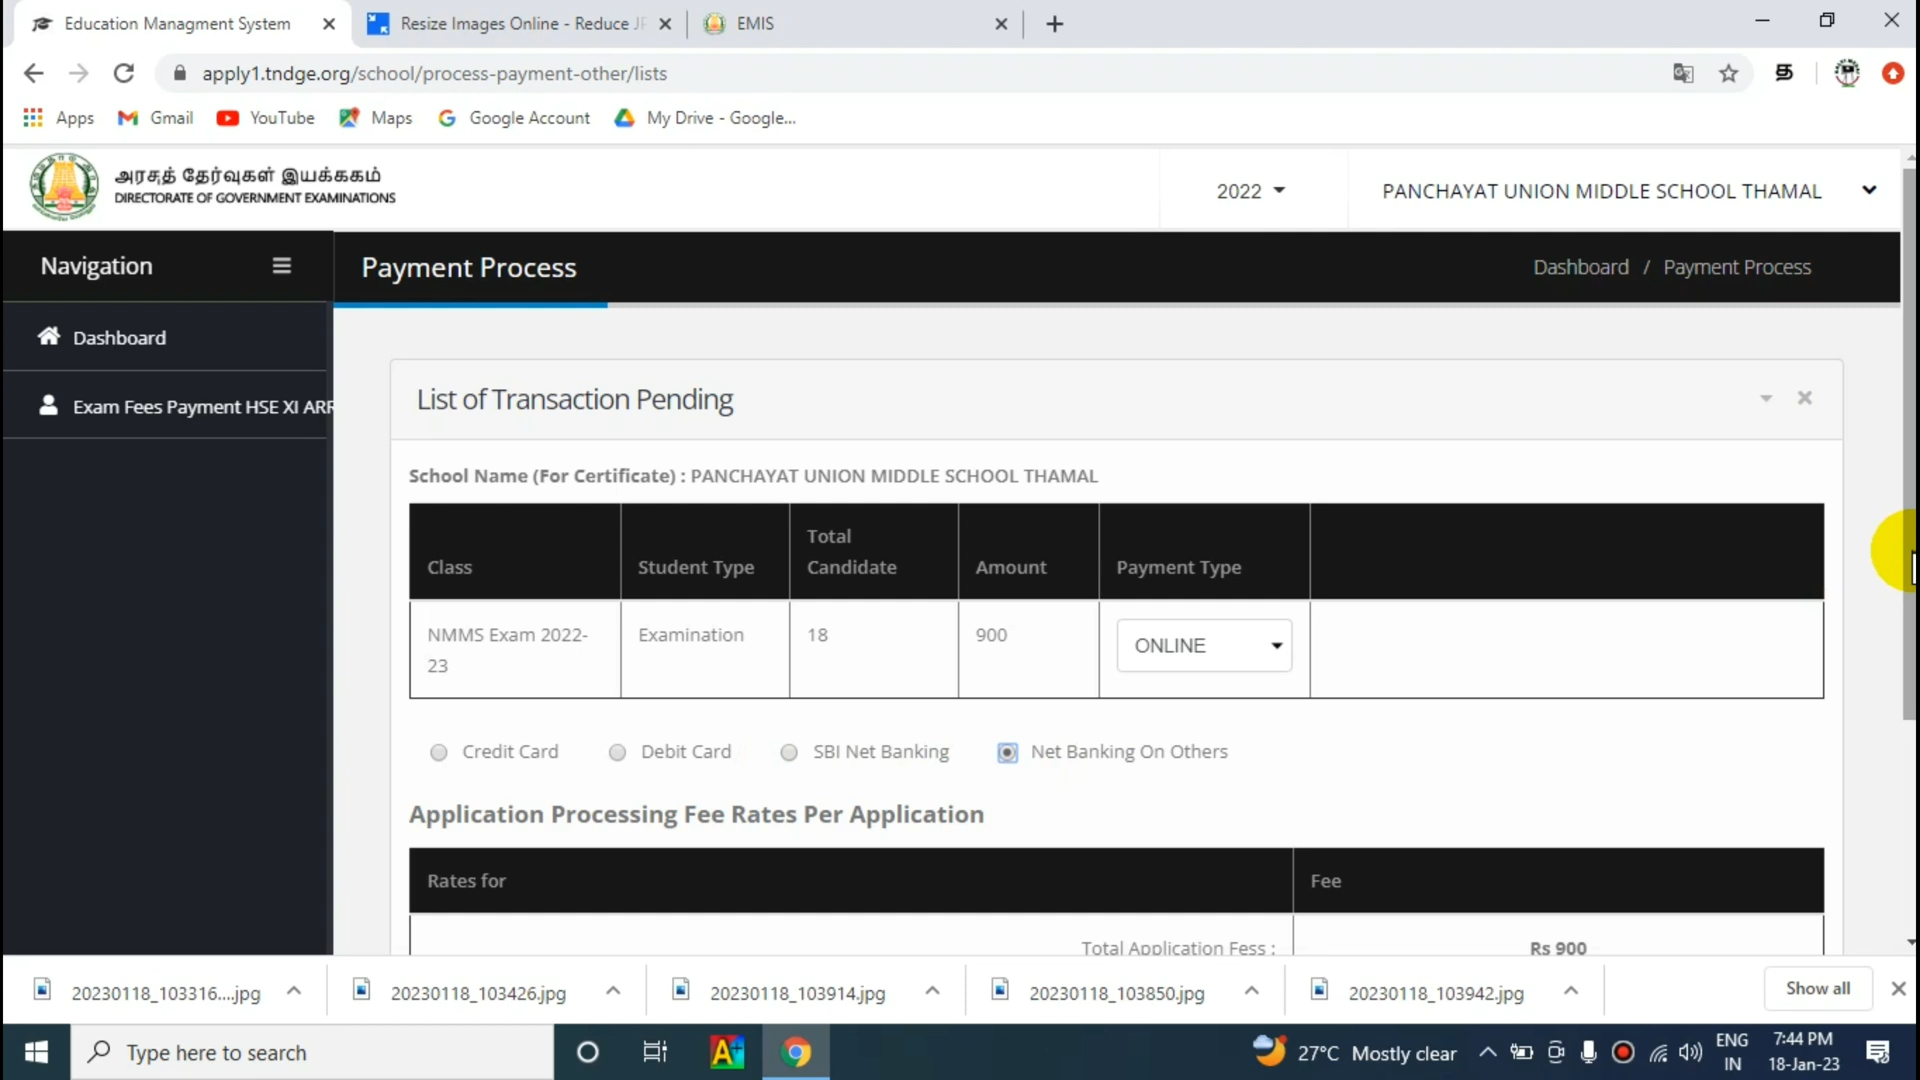 Education Managment System
Resize Images Online - Reduce JP
EMIS
apply1.tndge.org/school/process-payment-other/lists
த
Apps
Gmail
YouTube
Maps
Google Account
My Drive - Google...
அரசுத் தேர்வுகள் இயக்ககம்
DIRECTORATE OF GOVERNMENT EXAMINATIONS
2022
PANCHAYAT UNION MIDDLE SCHOOL THAMAL
Navigation
Payment Process
Dashboard / Payment Process
Dashboard
Exam Fees Payment HSE XI ARR
List of Transaction Pending
School Name (For Certificate) : PANCHAYAT UNION MIDDLE SCHOOL THAMAL
Class
Student Type
Total Candidate
Amount
Payment Type
NMMS Exam 2022-23
Examination
18
900
ONLINE
Credit Card
Debit Card
SBI Net Banking
Net Banking On Others
Application Processing Fee Rates Per Application
Rates for
Fee
Total Application Fess :
Rs 900
20230118_103316....jpg
20230118_103426.jpg
20230118_103914.jpg
20230118_103850.jpg
20230118_103942.jpg
Show all
Type here to search
27°C Mostly clear
ENG
IN
7:44 PM
18-Jan-23